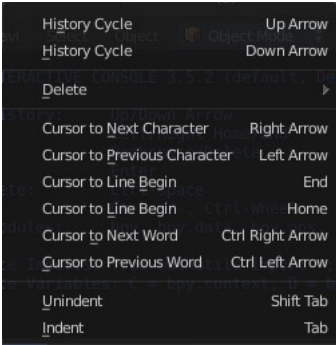 History Cycle Up Arrow
History Cycle Down Arrow
Delete
Cursor to Next Character Right Arrow
Cursor to Previous Character Left Arrow
Cursor to Line Begin End
Cursor to Line Begin Home
Cursor to Next Word Ctrl Right Arrow
Cursor to Previous Word Ctrl Left Arrow
Unindent Shift Tab
Indent Tab